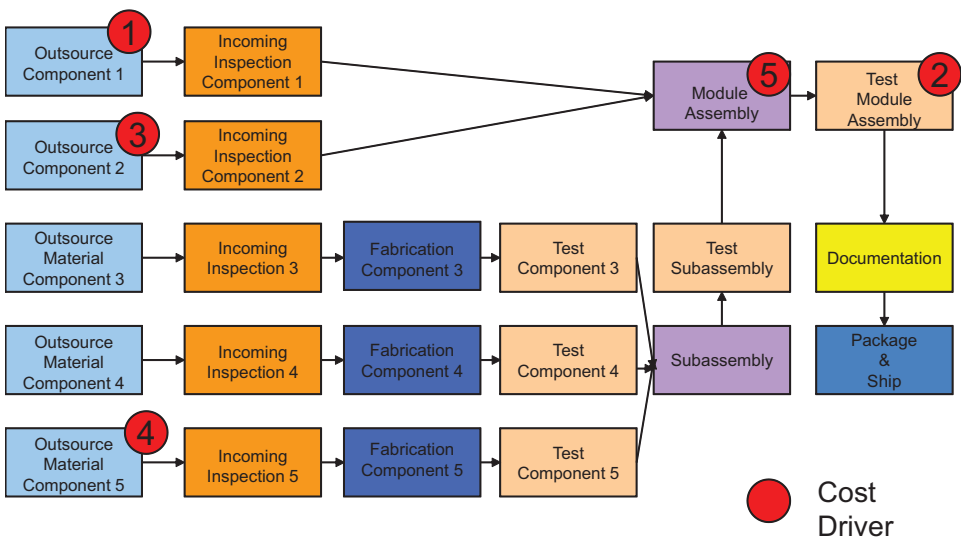 1
Outsource
Component 1
Incoming
Inspection
Component 1
5
Module
Assembly
2
Test
Module
Assembly
3
Outsource
Component 2
Incoming
Inspection
Component 2
Outsource
Material
Component 3
Incoming
Inspection 3
Fabrication
Component 3
Test
Component 3
Test
Subassembly
Documentation
Outsource
Material
Component 4
Incoming
Inspection 4
Fabrication
Component 4
Test
Component 4
Subassembly
Package
&
Ship
4
Outsource
Material
Component 5
Incoming
Inspection 5
Fabrication
Component 5
Test
Component 5
Cost
Driver